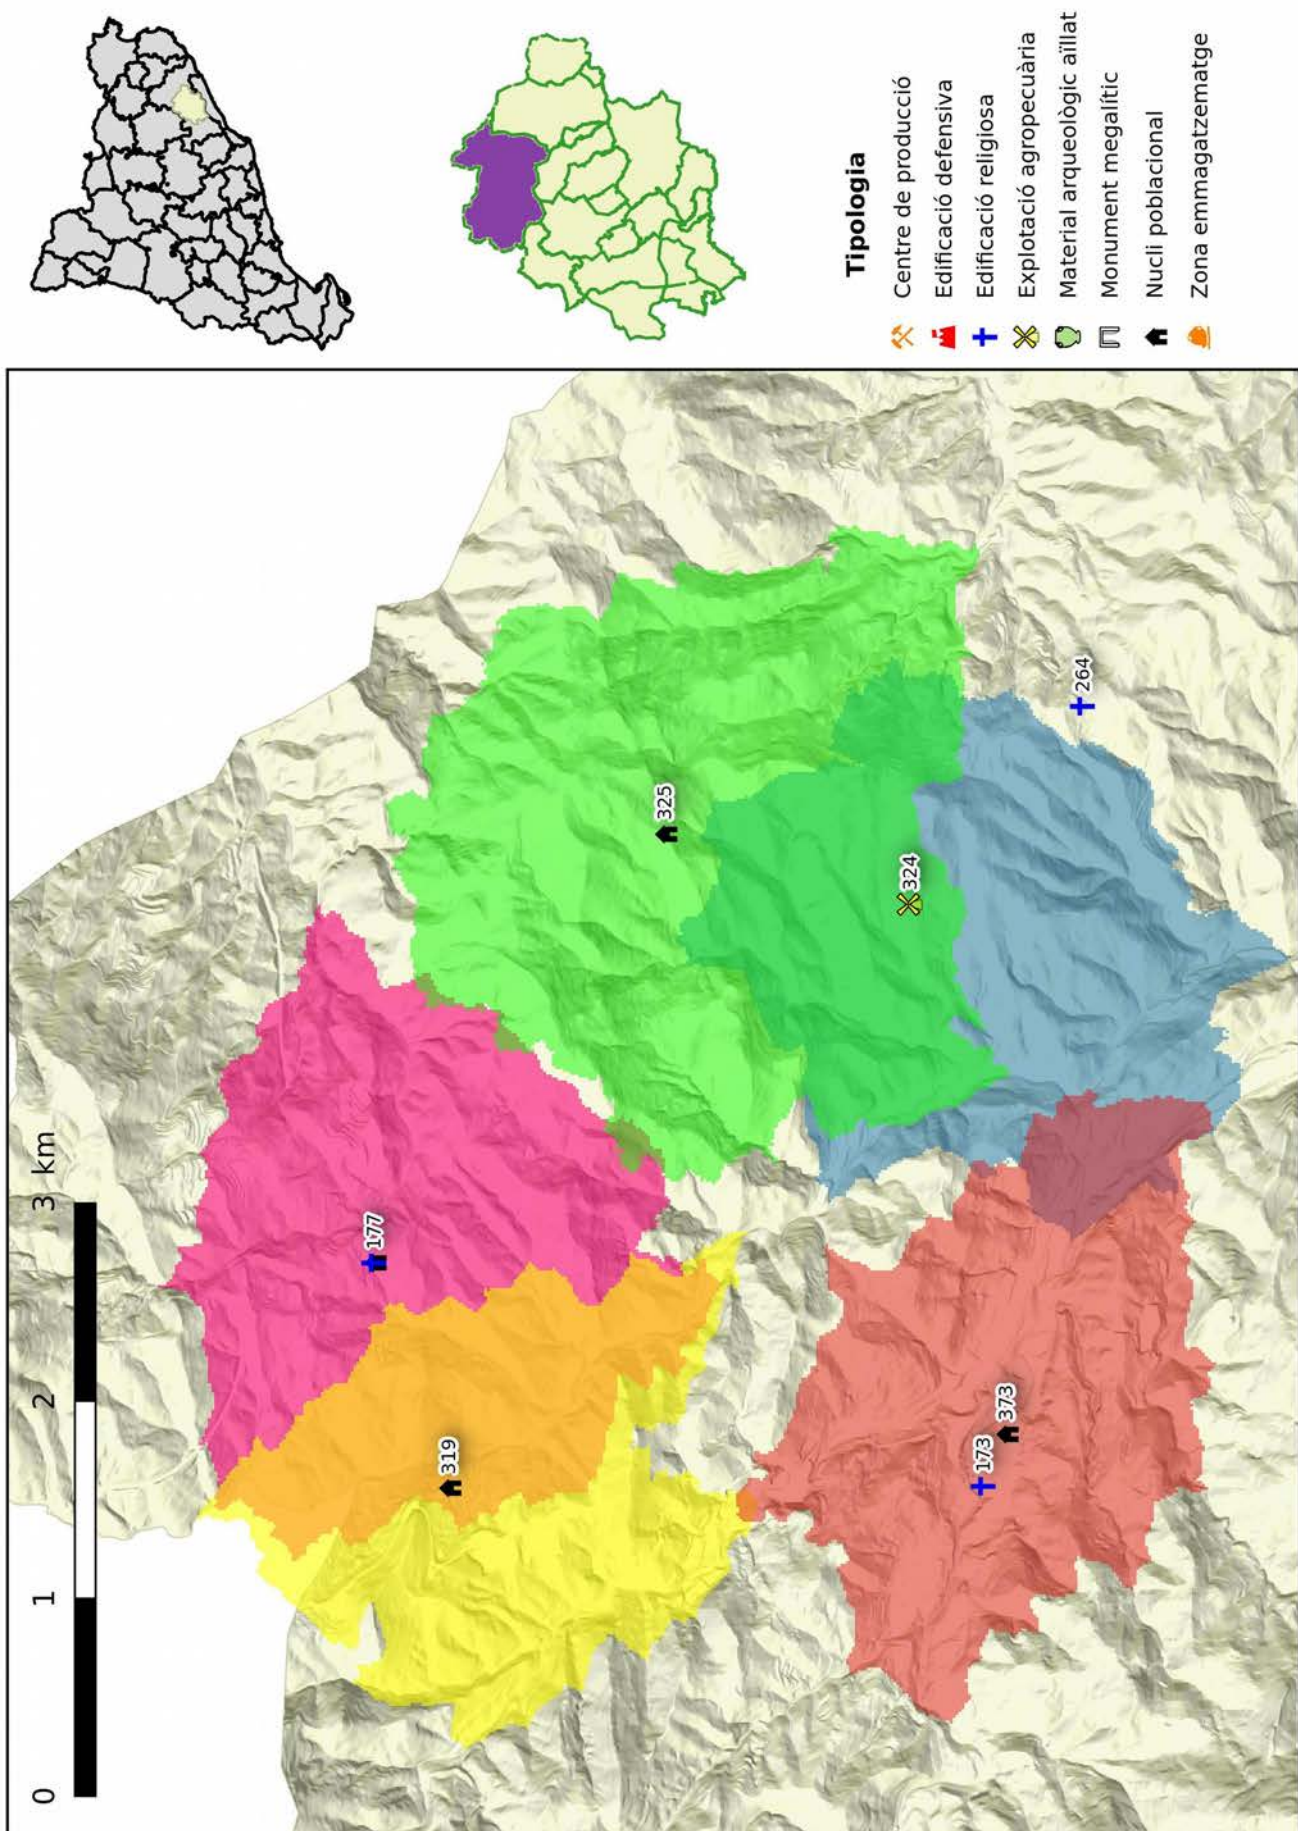 0 1 2 3 km
177
319
325
324
264
173
373
Tipologia
Centre de producció
Edificació defensiva
Edificació religiosa
Explotació agropecuària
Material arqueològic aïllat
Monument megalític
Nucli poblacional
Zona emmagatzematge